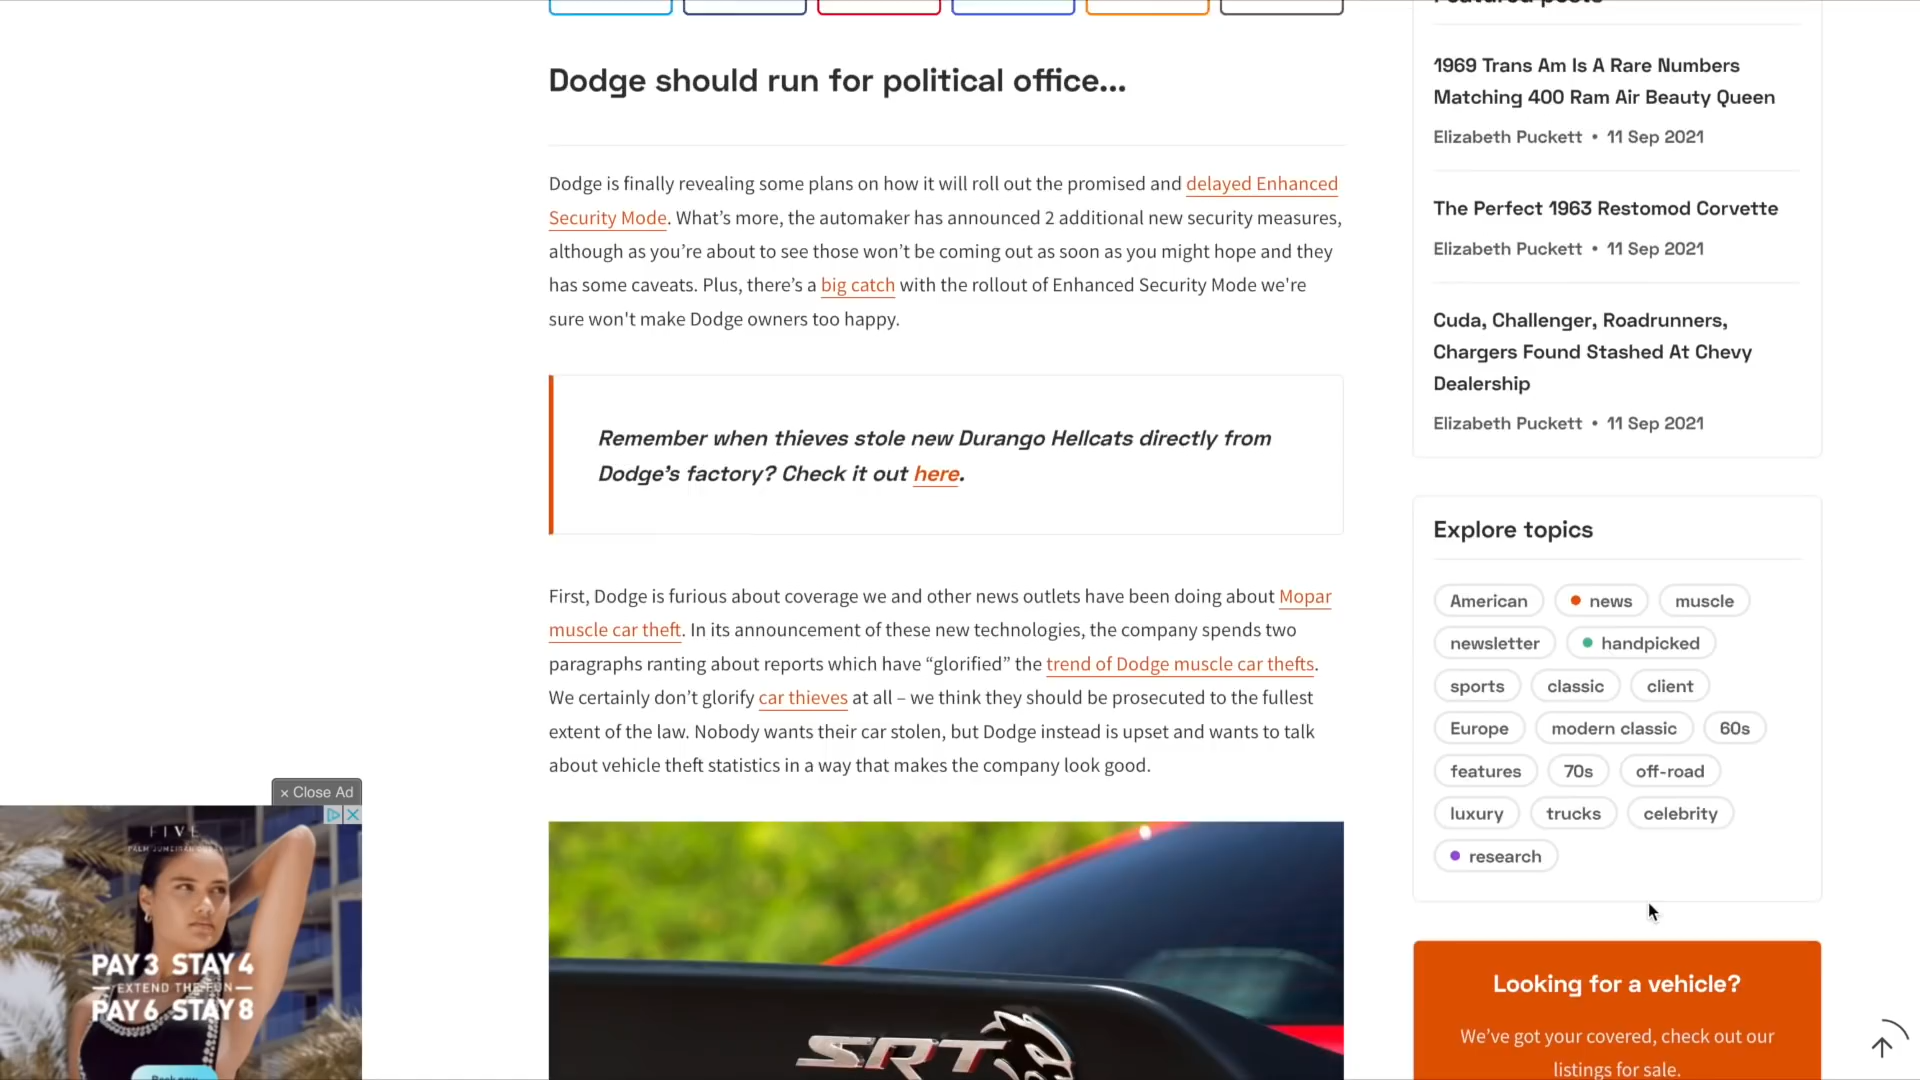 Dodge should run for political office...
Dodge is finally revealing some plans on how it will roll out the promised and delayed Enhanced
Security Mode. What’s more, the automaker has announced 2 additional new security measures,
although as you’re about to see those won’t be coming out as soon as you might hope and they
has some caveats. Plus, there’s a big catch with the rollout of Enhanced Security Mode we're
sure won't make Dodge owners too happy.
Remember when thieves stole new Durango Hellcats directly from
Dodge’s factory? Check it out here.
First, Dodge is furious about coverage we and other news outlets have been doing about Mopar
muscle car theft. In its announcement of these new technologies, the company spends two
paragraphs ranting about reports which have “glorified” the trend of Dodge muscle car thefts.
We certainly don’t glorify car thieves at all – we think they should be prosecuted to the fullest
extent of the law. Nobody wants their car stolen, but Dodge instead is upset and wants to talk
about vehicle theft statistics in a way that makes the company look good.
SRT
Featured posts
1969 Trans Am Is A Rare Numbers
Matching 400 Ram Air Beauty Queen
Elizabeth Puckett • 11 Sep 2021
The Perfect 1963 Restomod Corvette
Elizabeth Puckett • 11 Sep 2021
Cuda, Challenger, Roadrunners,
Chargers Found Stashed At Chevy
Dealership
Elizabeth Puckett • 11 Sep 2021
Explore topics
American news muscle
newsletter handpicked
sports classic client
Europe modern classic 60s
features 70s off-road
luxury trucks celebrity
research
Looking for a vehicle?
We’ve got your covered, check out our
listings for sale.
× Close Ad
FIVE
PAY 3 STAY 4
EXTEND THE FUN
PAY 6 STAY 8